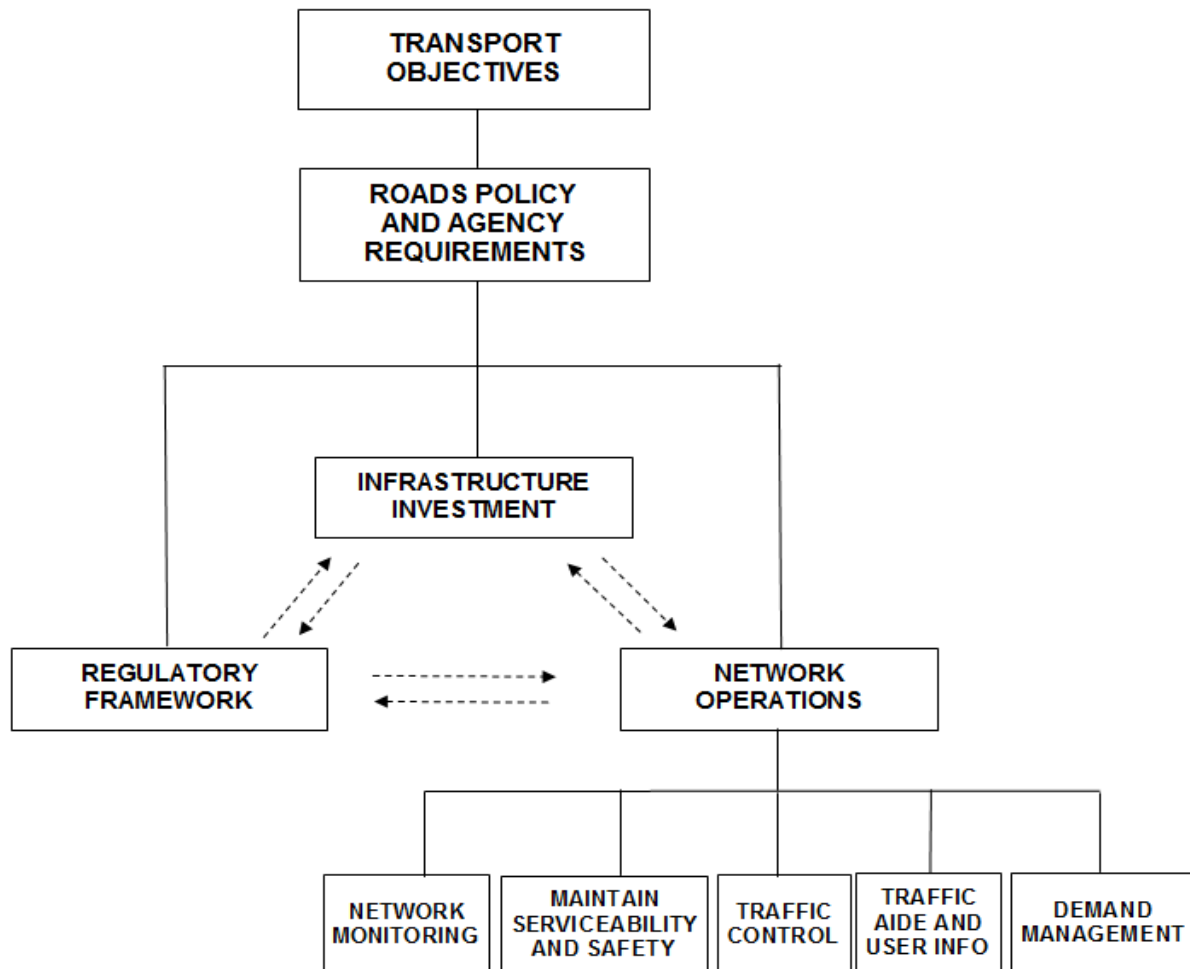 TRANSPORT
OBJECTIVES
ROADS POLICY
AND AGENCY
REQUIREMENTS
INFRASTRUCTURE
INVESTMENT
REGULATORY
FRAMEWORK
NETWORK
OPERATIONS
NETWORK
MONITORING
MAINTAIN
SERVICEABILITY
AND SAFETY
TRAFFIC
CONTROL
TRAFFIC
AIDE AND
USER INFO
DEMAND
MANAGEMENT